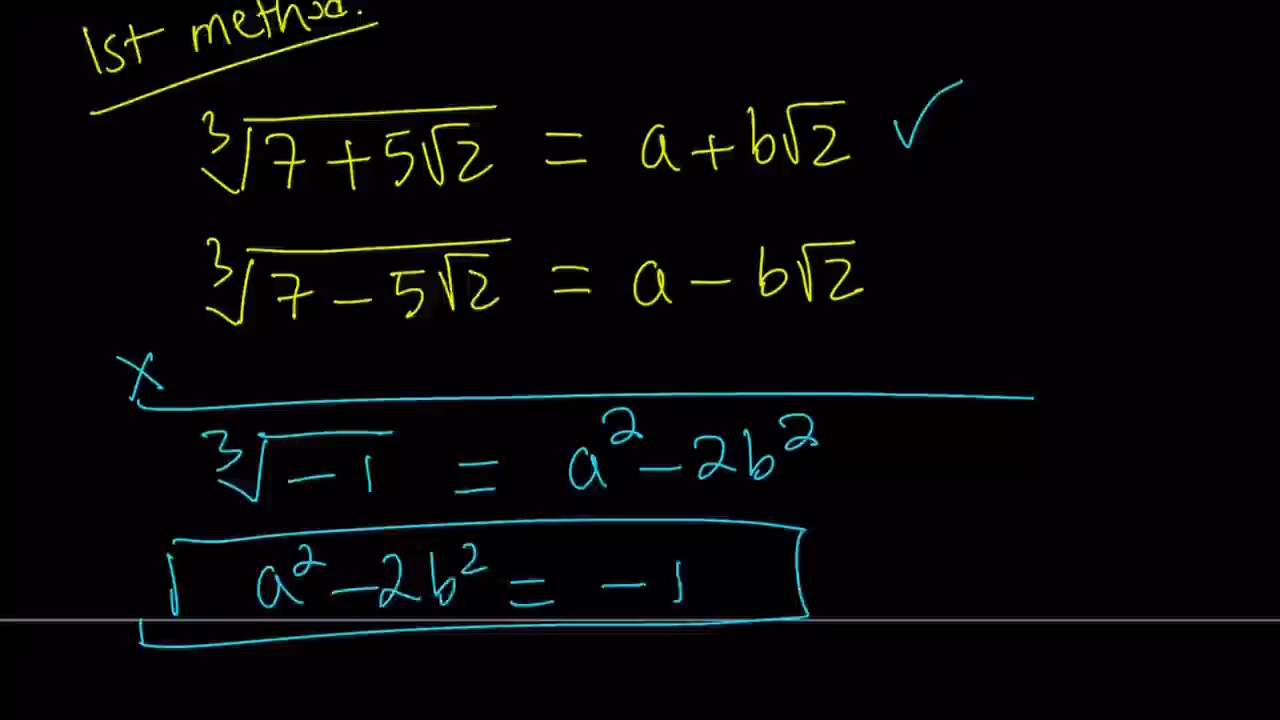 1st method.
∛(7 + 5√2) = a + b√2 ✓
∛(7 − 5√2) = a − b√2
×
∛(−1) = a² − 2b²
a² − 2b² = −1